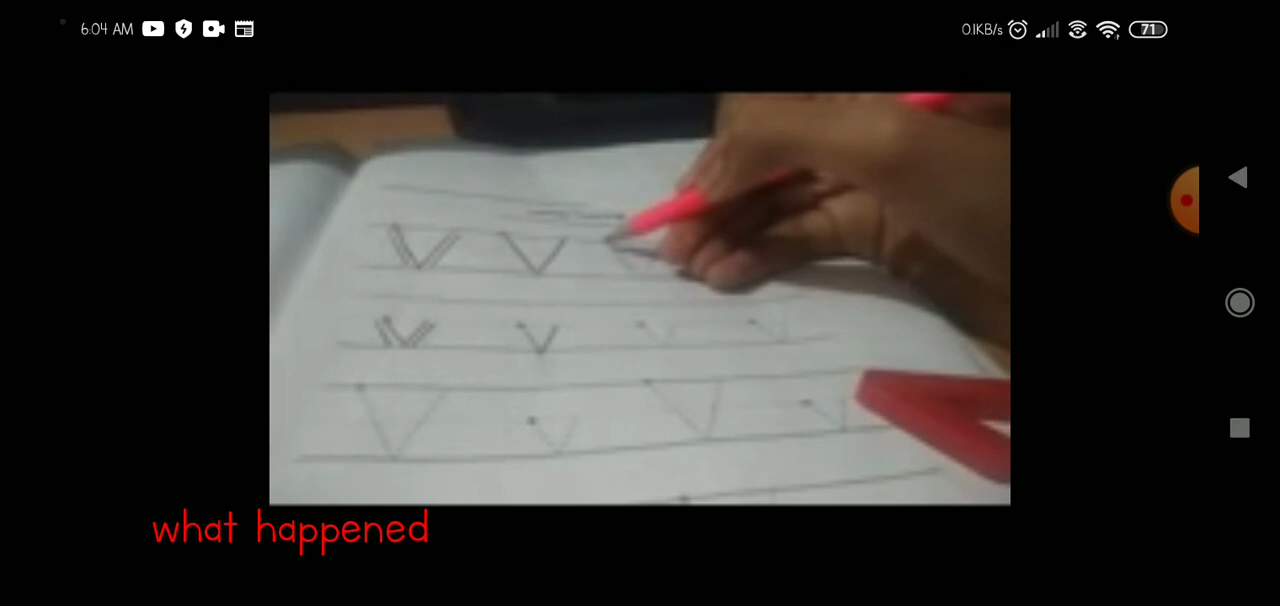 6:04 AM
0.1KB/s
71
V V
v v v v
V v V v
what happened